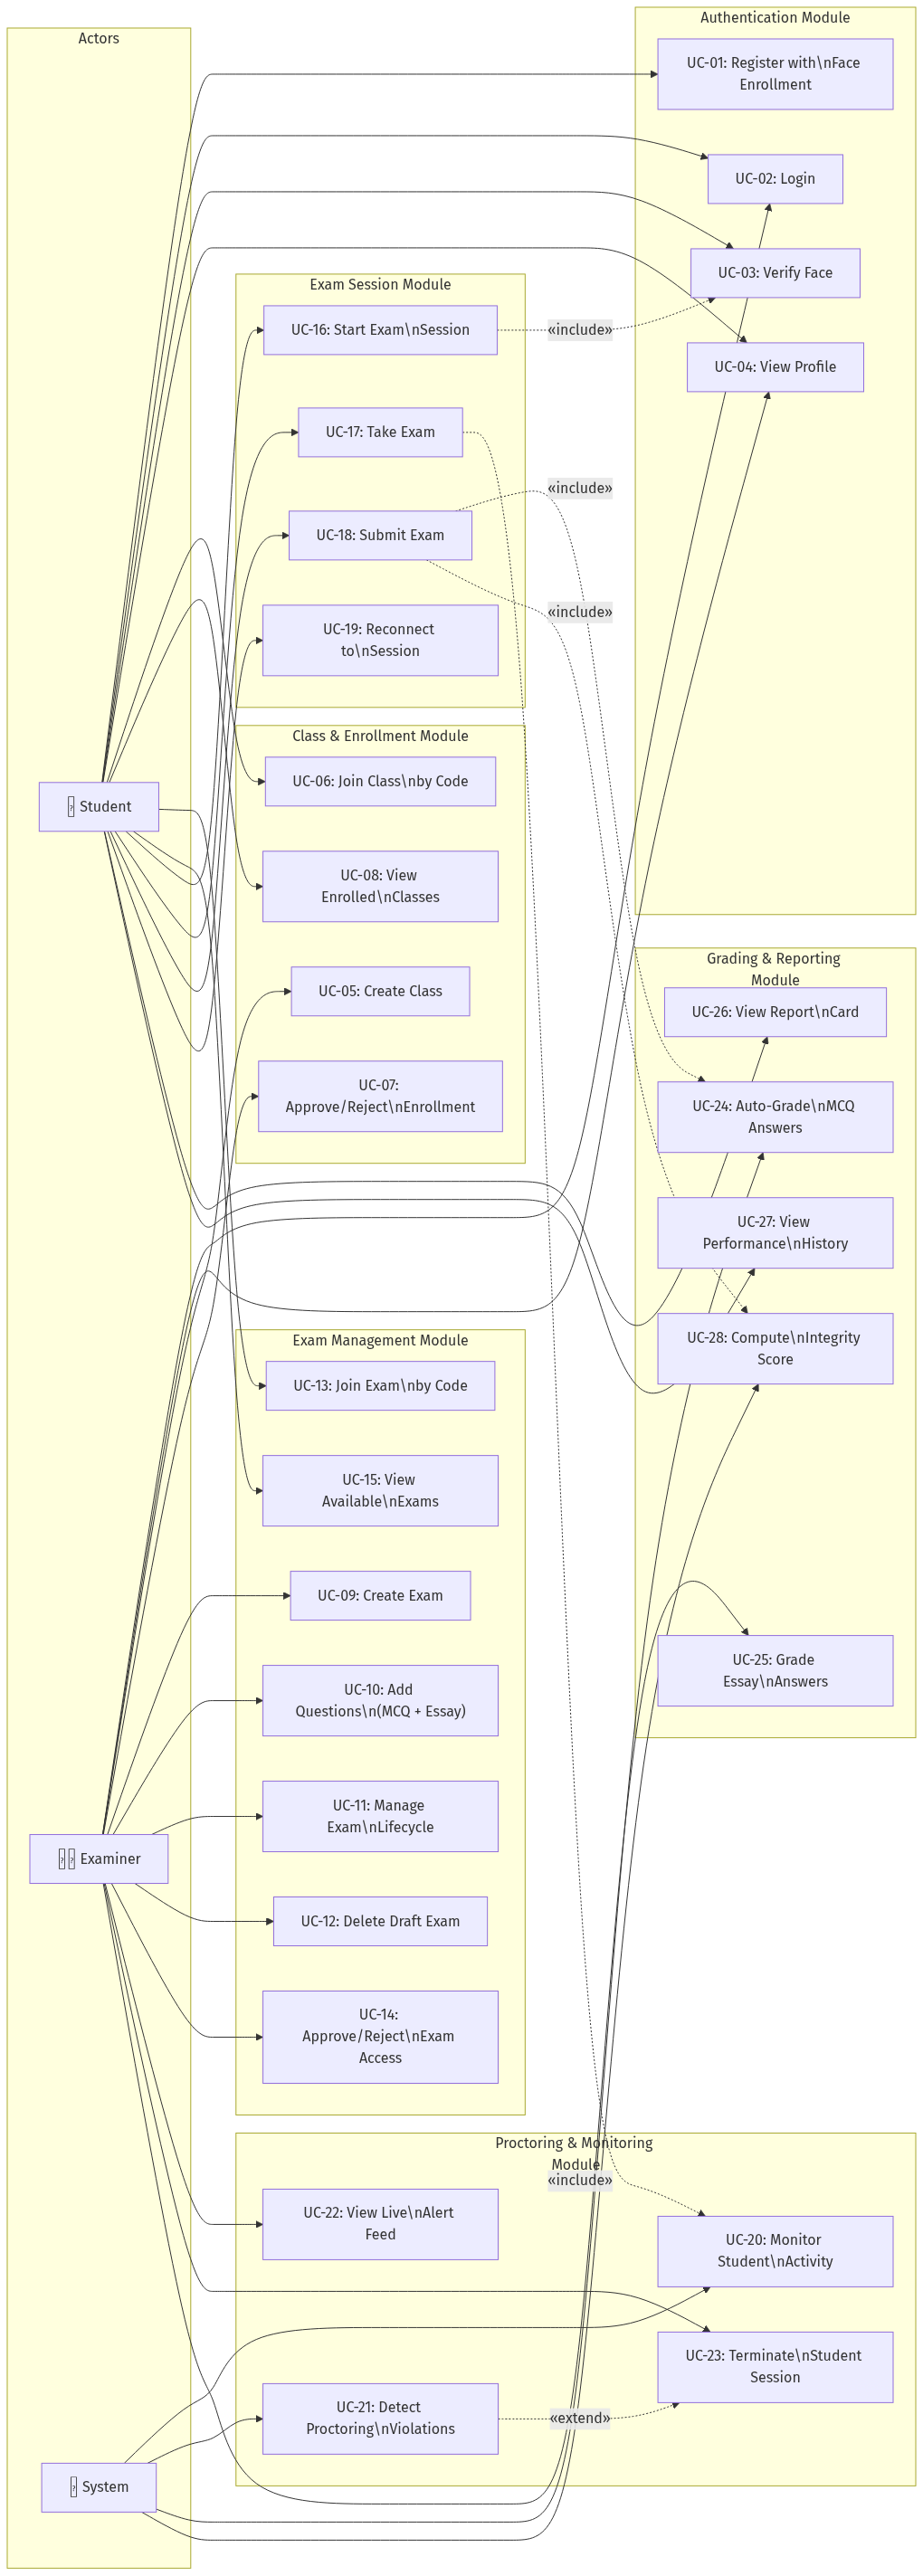 Actors
Student
Examiner
System
Authentication Module
UC-01: Register with\nFace
Enrollment
UC-02: Login
UC-03: Verify Face
UC-04: View Profile
Exam Session Module
UC-16: Start Exam\nSession
UC-17: Take Exam
UC-18: Submit Exam
UC-19: Reconnect
to\nSession
«include»
«include»
«include»
Class & Enrollment Module
UC-06: Join Class\nby Code
UC-08: View
Enrolled\nClasses
UC-05: Create Class
UC-07:
Approve/Reject\nEnrollment
Grading & Reporting
Module
UC-26: View Report\nCard
UC-24: Auto-Grade\nMCQ
Answers
UC-27: View
Performance\nHistory
UC-28: Compute\nIntegrity
Score
UC-25: Grade
Essay\nAnswers
Exam Management Module
UC-13: Join Exam\nby Code
UC-15: View
Available\nExams
UC-09: Create Exam
UC-10: Add
Questions\n(MCQ + Essay)
UC-11: Manage
Exam\nLifecycle
UC-12: Delete Draft Exam
UC-14:
Approve/Reject\nExam
Access
Proctoring & Monitoring
Module
«include»
UC-22: View Live\nAlert
Feed
UC-20: Monitor
Student\nActivity
UC-23: Terminate\nStudent
Session
UC-21: Detect
Proctoring\nViolations
«extend»